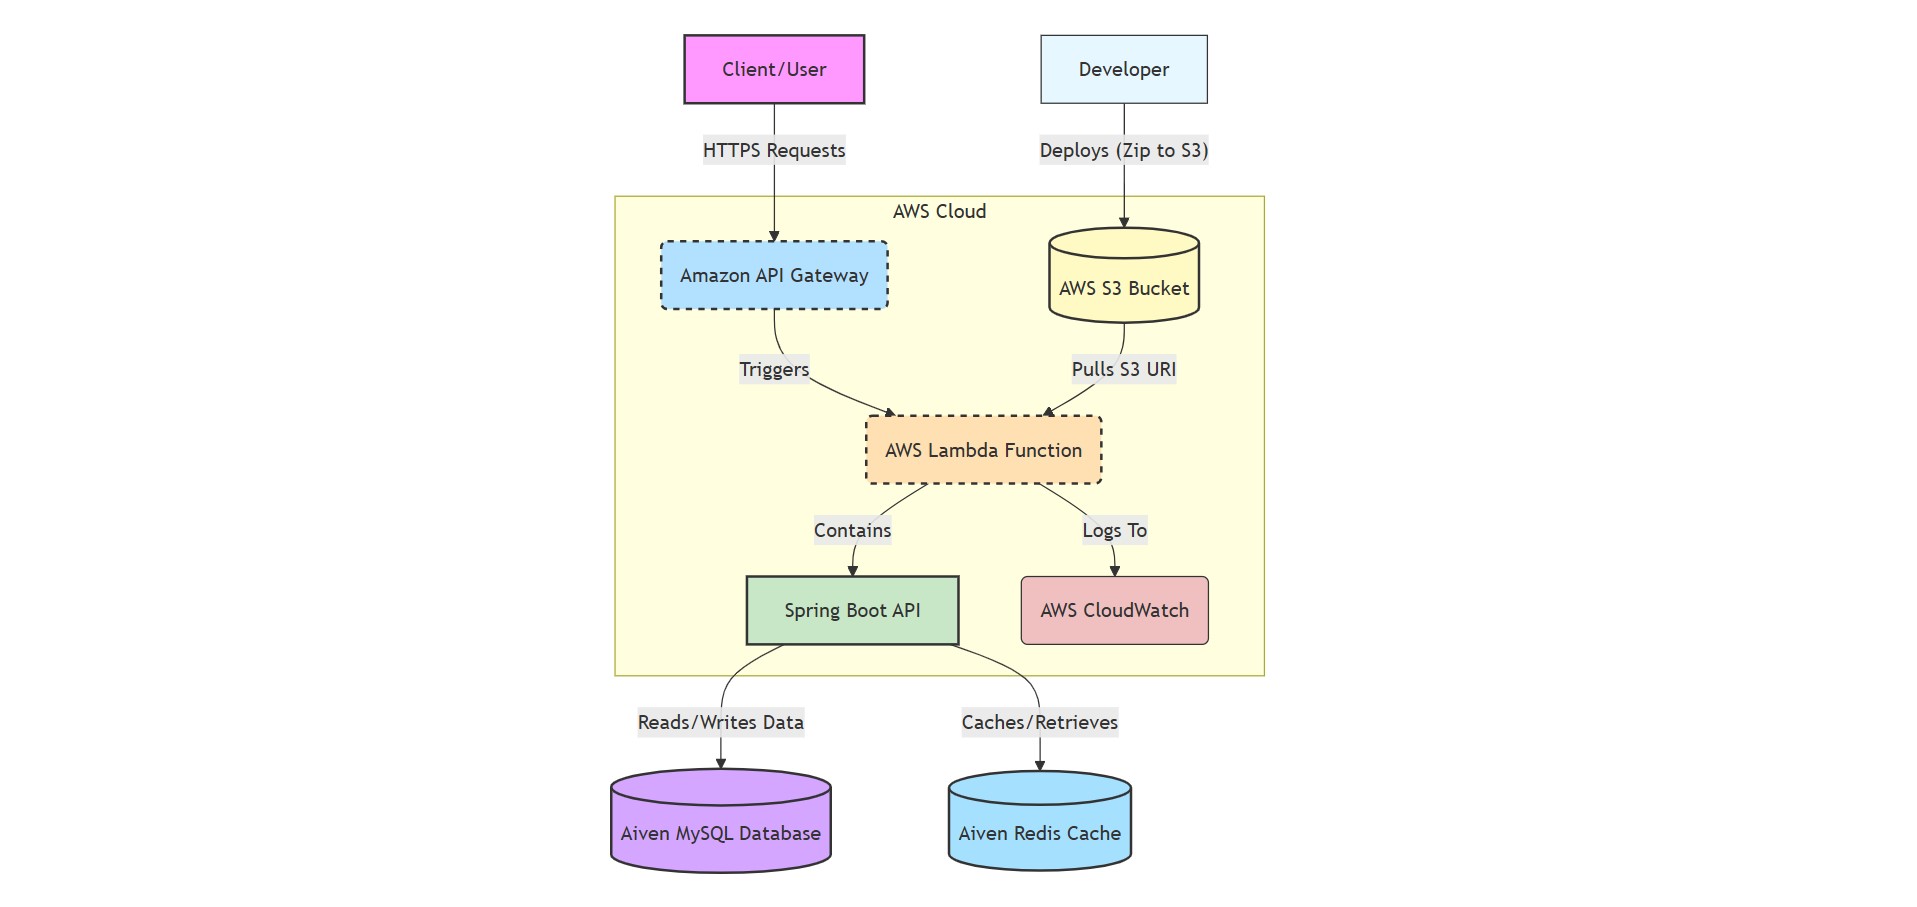 Client/User
Developer
HTTPS Requests
Deploys (Zip to S3)
AWS Cloud
Amazon API Gateway
AWS S3 Bucket
Triggers
Pulls S3 URI
AWS Lambda Function
Contains
Logs To
Spring Boot API
AWS CloudWatch
Reads/Writes Data
Caches/Retrieves
Aiven MySQL Database
Aiven Redis Cache